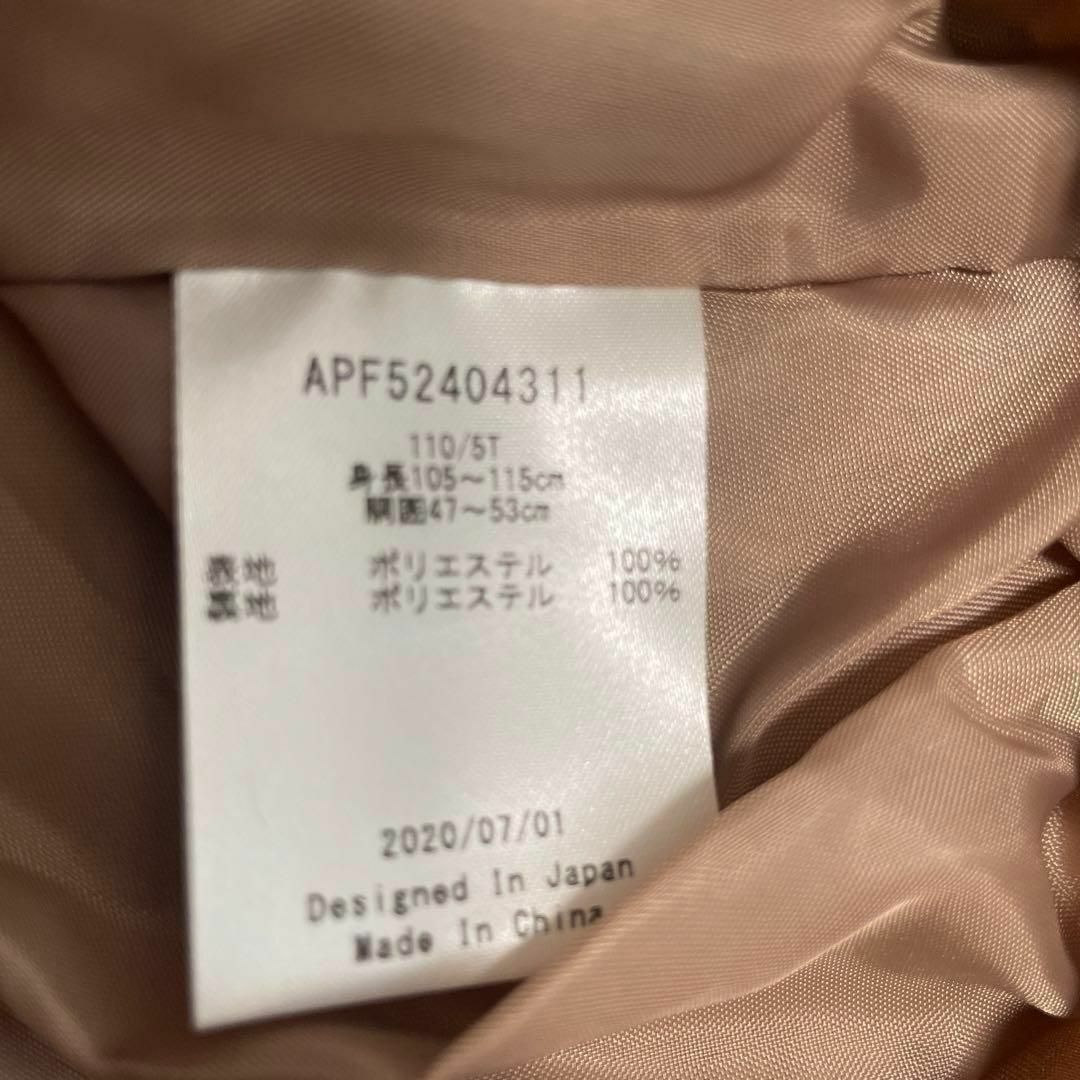 APF52404311
110/5T
身長105～115cm
胴囲47～53cm
表地 ポリエステル 100%
裏地 ポリエステル 100%
2020/07/01
Designed In Japan
Made In China